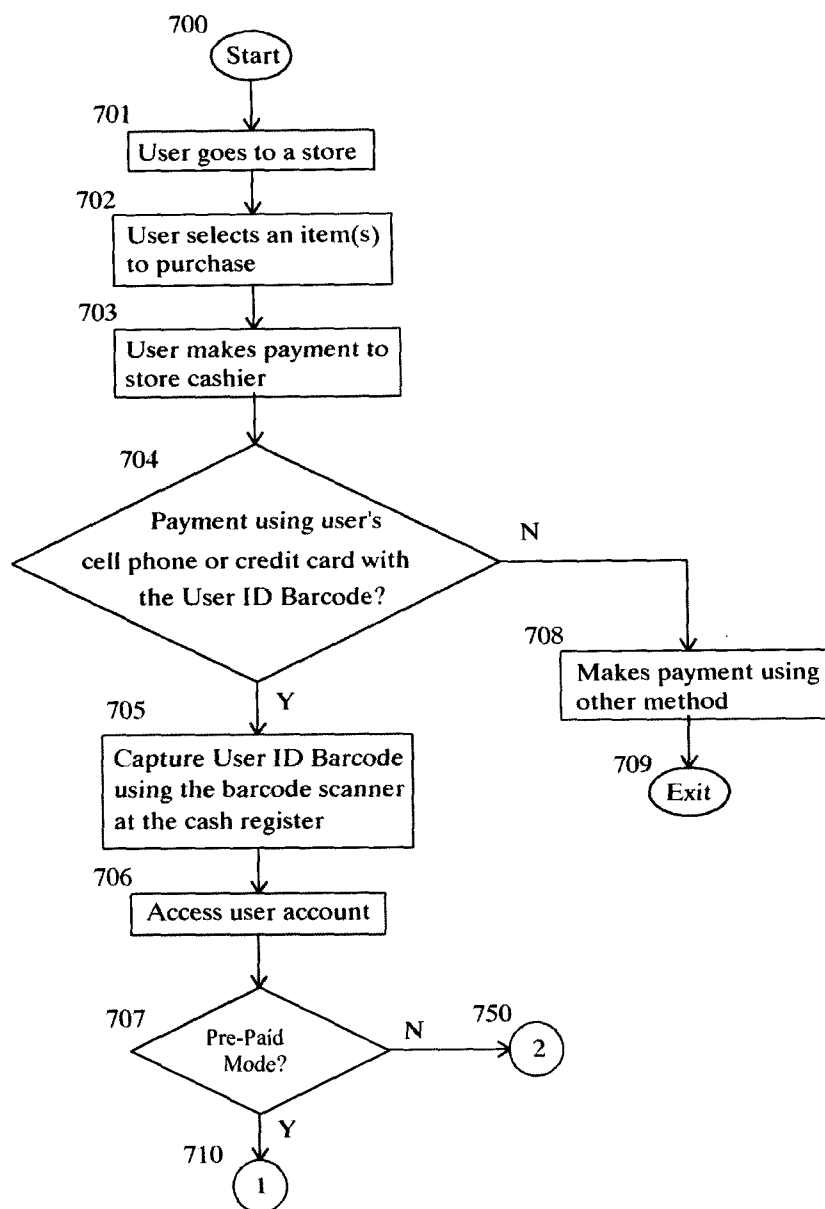 700
Start
701
User goes to a store
702
User selects an item(s)
to purchase
703
User makes payment to
store cashier
704
Payment using user's
cell phone or credit card with
the User ID Barcode?
N
Y
708
Makes payment using
other method
709
Exit
705
Capture User ID Barcode
using the barcode scanner
at the cash register
706
Access user account
707
Pre-Paid
Mode?
N
750
2
Y
710
1